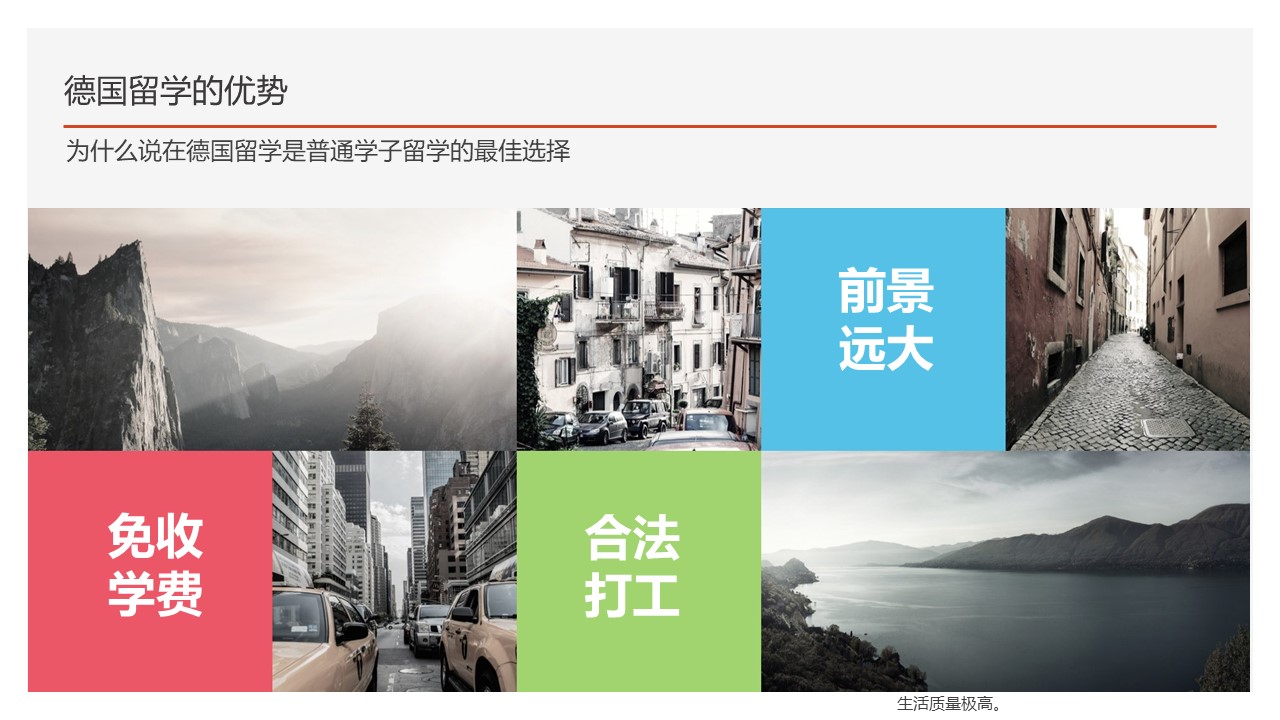 德国留学的优势
为什么说在德国留学是普通学子留学的最佳选择
前景
远大
免收
学费
合法
打工
生活质量极高。